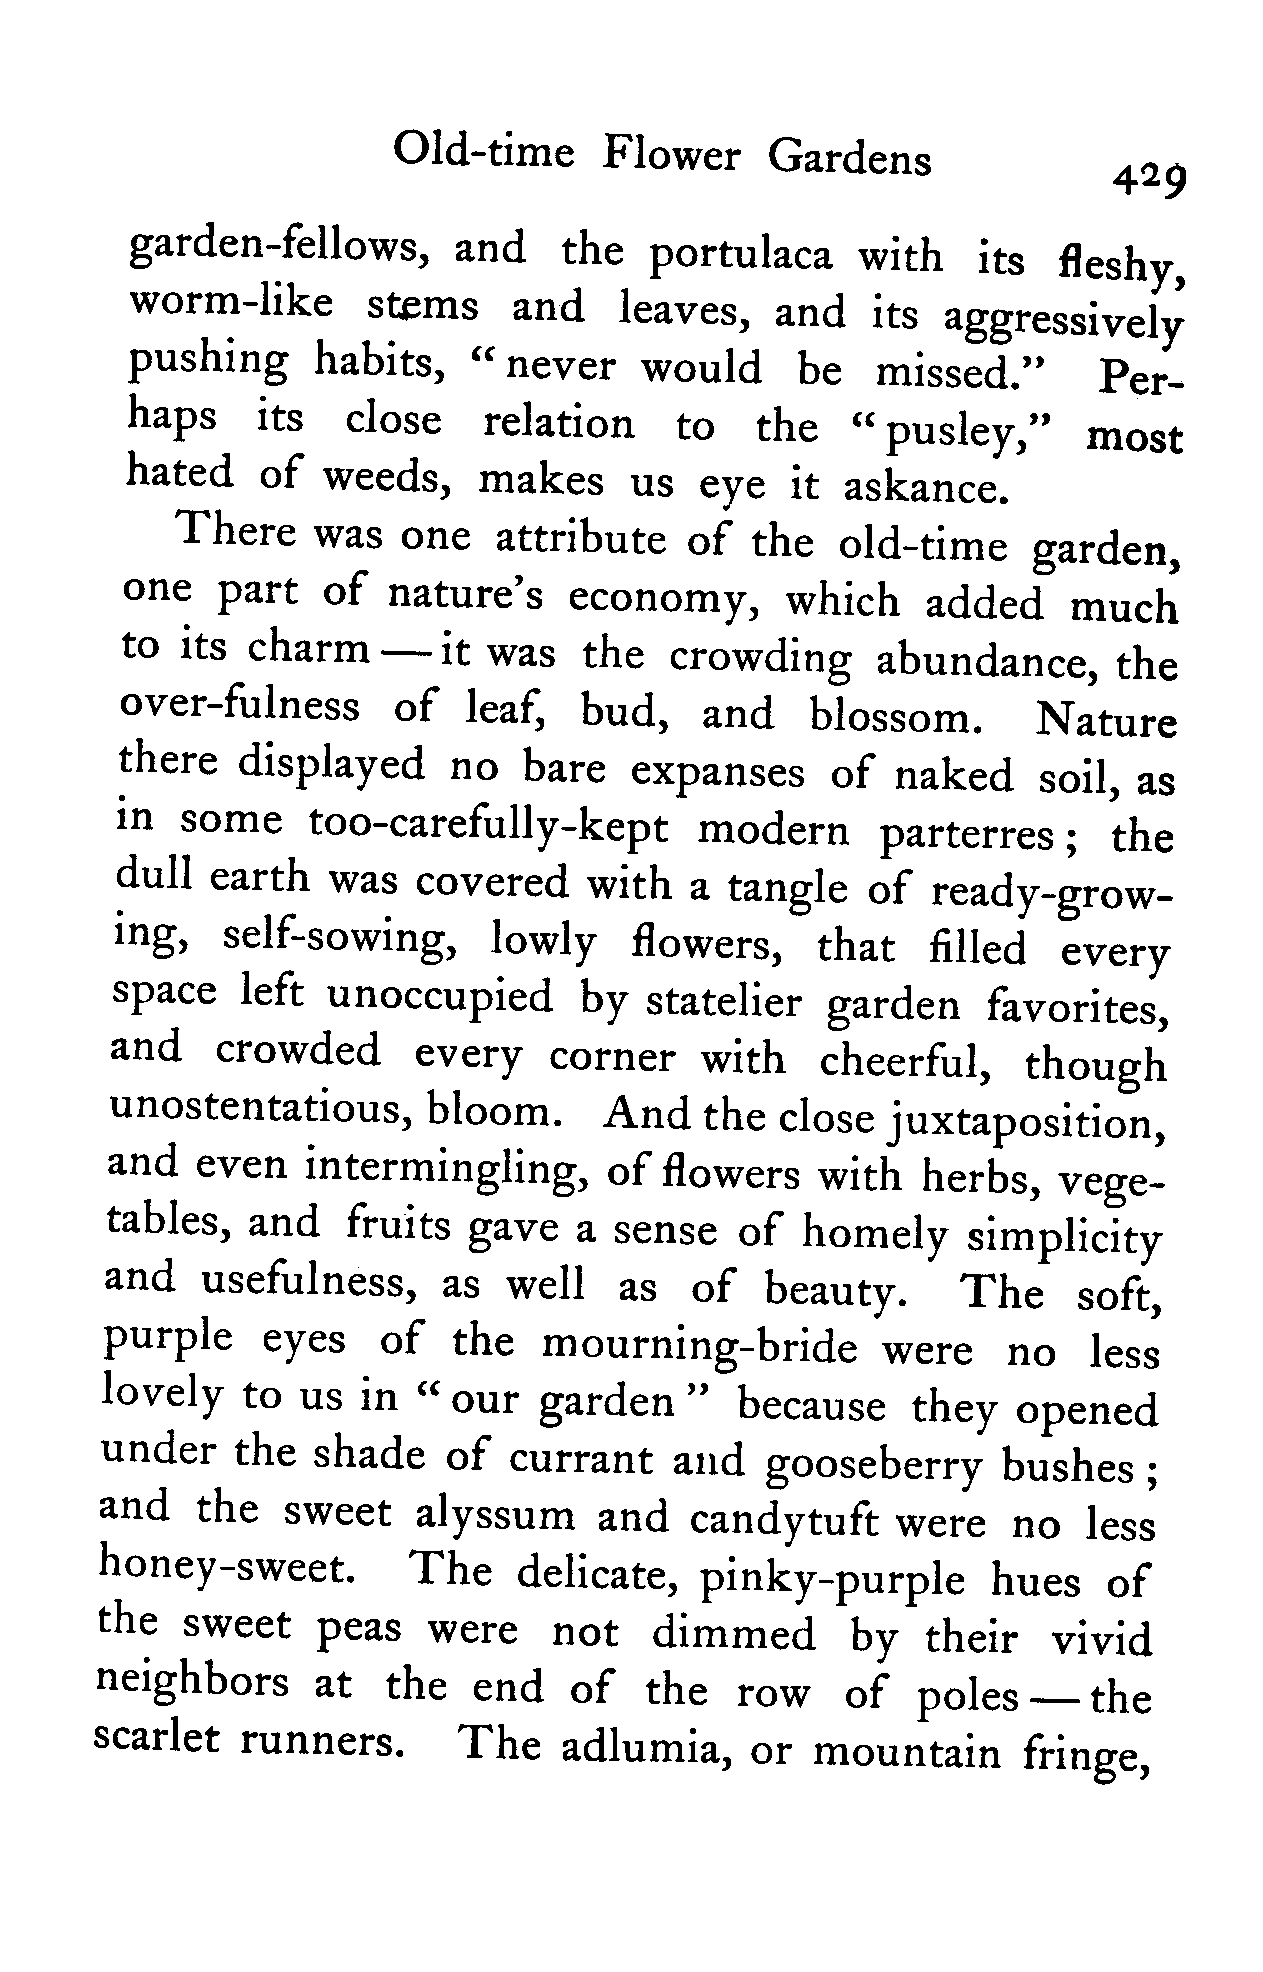 Old-time Flower Gardens 429
garden-fellows, and the portulaca with its fleshy,
worm-like stems and leaves, and its aggressively
pushing habits, “never would be missed.” Per-
haps its close relation to the “pusley,” most
hated of weeds, makes us eye it askance.
There was one attribute of the old-time garden,
one part of nature’s economy, which added much
to its charm — it was the crowding abundance, the
over-fulness of leaf, bud, and blossom. Nature
there displayed no bare expanses of naked soil, as
in some too-carefully-kept modern parterres; the
dull earth was covered with a tangle of ready-grow-
ing, self-sowing, lowly flowers, that filled every
space left unoccupied by statelier garden favorites,
and crowded every corner with cheerful, though
unostentatious, bloom. And the close juxtaposition,
and even intermingling, of flowers with herbs, vege-
tables, and fruits gave a sense of homely simplicity
and usefulness, as well as of beauty. The soft,
purple eyes of the mourning-bride were no less
lovely to us in “our garden” because they opened
under the shade of currant and gooseberry bushes;
and the sweet alyssum and candytuft were no less
honey-sweet. The delicate, pinky-purple hues of
the sweet peas were not dimmed by their vivid
neighbors at the end of the row of poles — the
scarlet runners. The adlumia, or mountain fringe,